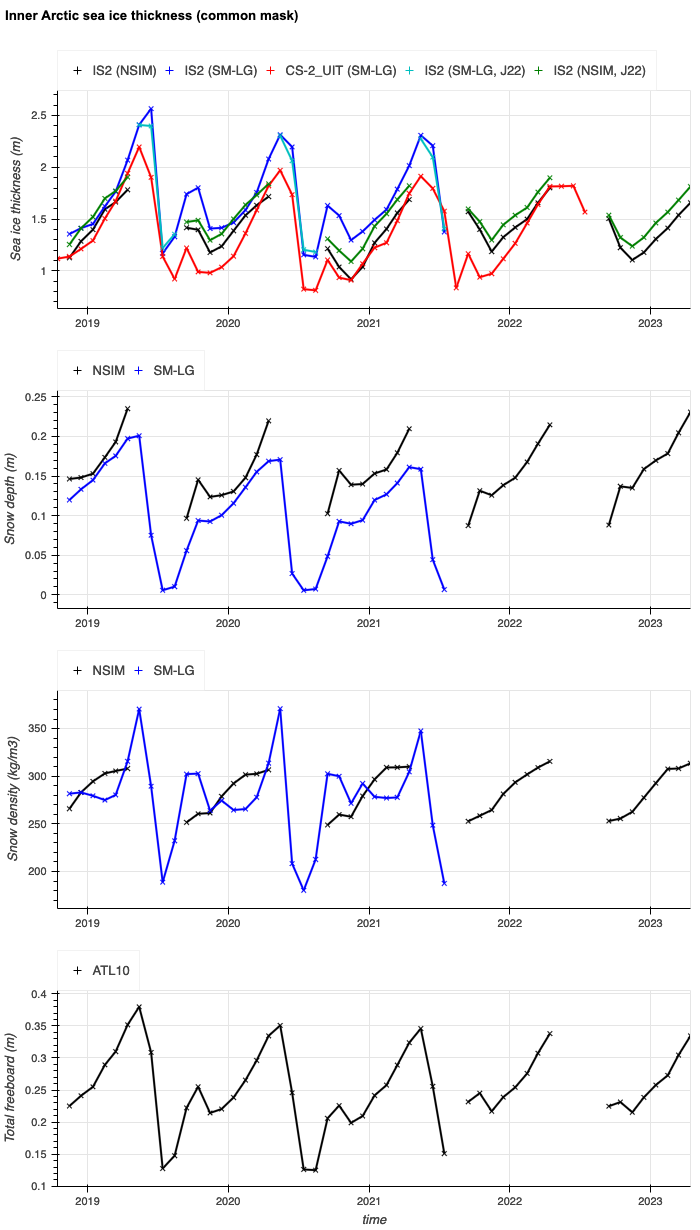 Inner Arctic sea ice thickness (common mask)
IS2 (NSIM) IS2 (SM-LG) CS-2_UIT (SM-LG) IS2 (SM-LG, J22) IS2 (NSIM, J22)
Sea ice thickness (m)
2.5
2
1.5
1
2019 2020 2021 2022 2023
NSIM SM-LG
Snow depth (m)
0.25
0.2
0.15
0.1
0.05
0
2019 2020 2021 2022 2023
NSIM SM-LG
Snow density (kg/m3)
350
300
250
200
2019 2020 2021 2022 2023
ATL10
Total freeboard (m)
0.4
0.35
0.3
0.25
0.2
0.15
0.1
2019 2020 2021 2022 2023
time